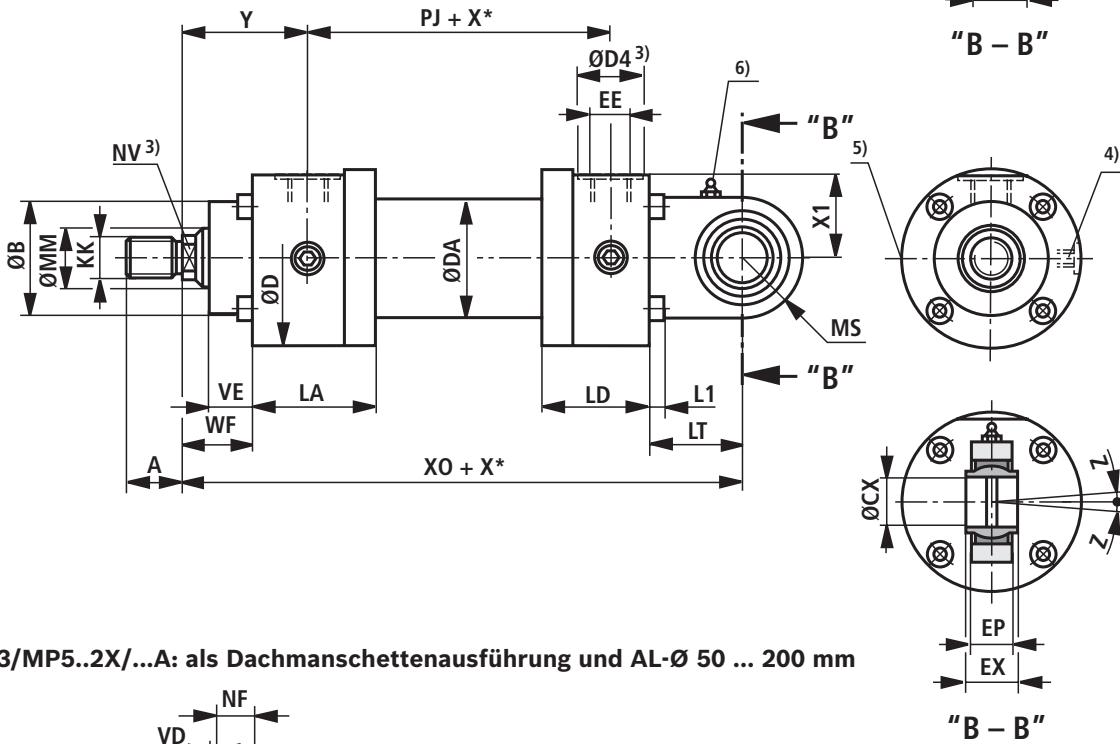 Y
PJ + X*
"B – B"
ØD4 3)
6)
EE
"B"
NV 3)
5)
4)
X1
ØB
ØMM
KK
ØD
ØDA
MS
"B"
VE
LA
LD
L1
WF
LT
A
XO + X*
ØCX
Z
Z
EP
EX
3/MP5..2X/...A: als Dachmanschettenausführung und AL-Ø 50 ... 200 mm
NF
VD
"B – B"